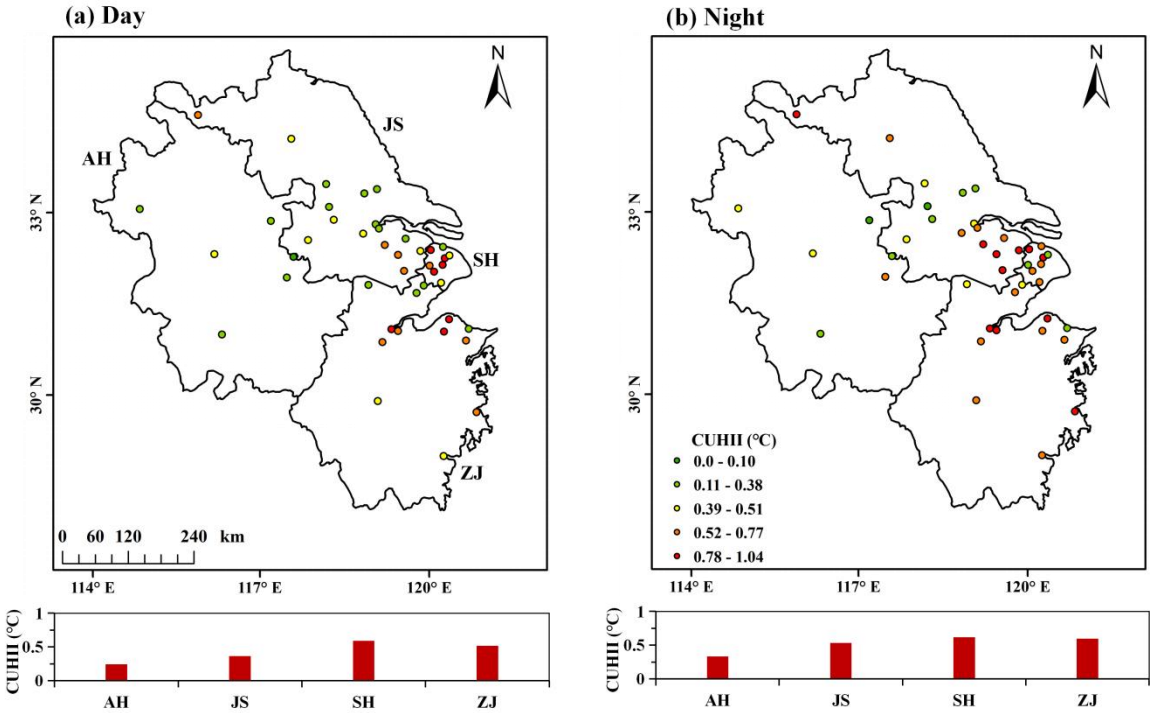 (a) Day
N
JS
AH
33° N
SH
30° N
ZJ
0 60 120 240 km
114° E 117° E 120° E
CUHII (°C)
1
0.5
0
AH JS SH ZJ
(b) Night
N
33° N
30° N
CUHII (°C)
0.0 - 0.10
0.11 - 0.38
0.39 - 0.51
0.52 - 0.77
0.78 - 1.04
114° E 117° E 120° E
CUHII (°C)
1
0.5
0
AH JS SH ZJ